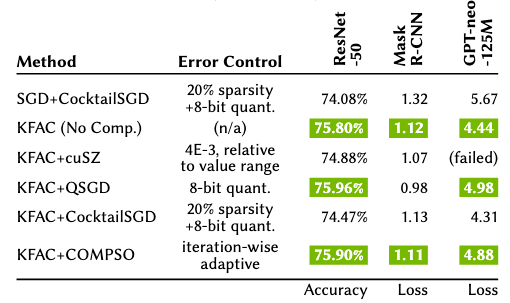 Method Error Control ResNet -50 Mask R-CNN GPT-neo -125M
SGD+CocktailSGD 20% sparsity +8-bit quant. 74.08% 1.32 5.67
KFAC (No Comp.) (n/a) 75.80% 1.12 4.44
KFAC+cuSZ 4E-3, relative to value range 74.88% 1.07 (failed)
KFAC+QSGD 8-bit quant. 75.96% 0.98 4.98
KFAC+CocktailSGD 20% sparsity +8-bit quant. 74.47% 1.13 4.31
KFAC+COMPSO iteration-wise adaptive 75.90% 1.11 4.88
Accuracy Loss Loss